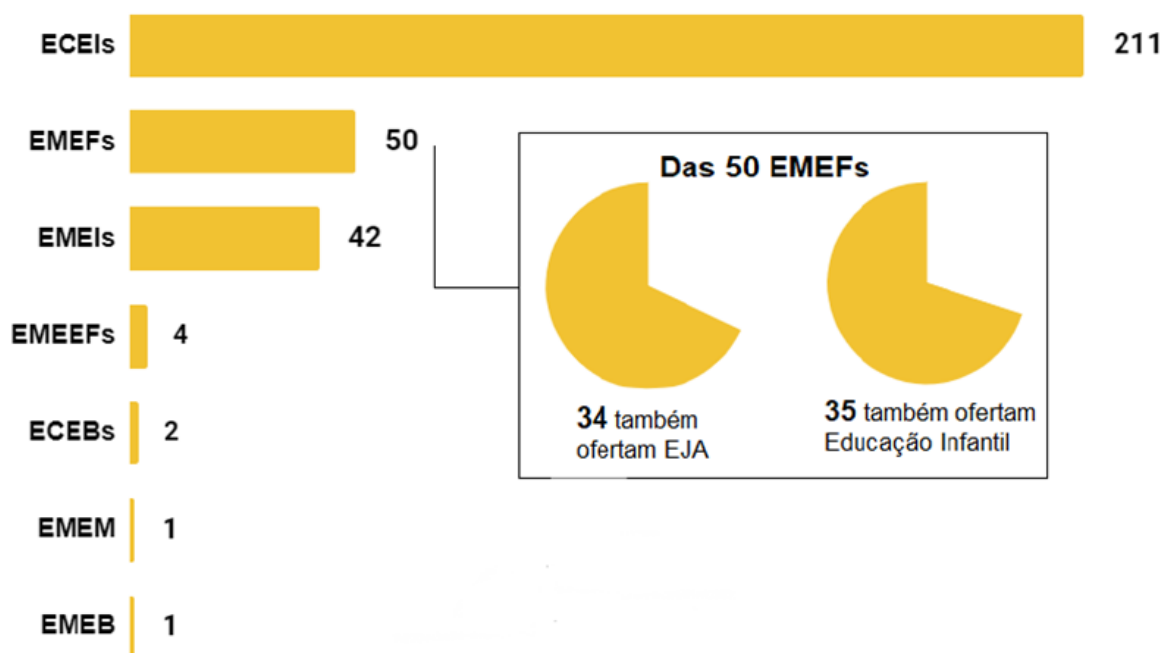 ECEIs 211
EMEFs 50
EMEIs 42
EMEEFs 4
ECEBs 2
EMEM 1
EMEB 1
Das 50 EMEFs
34 também
ofertam EJA
35 também ofertam
Educação Infantil